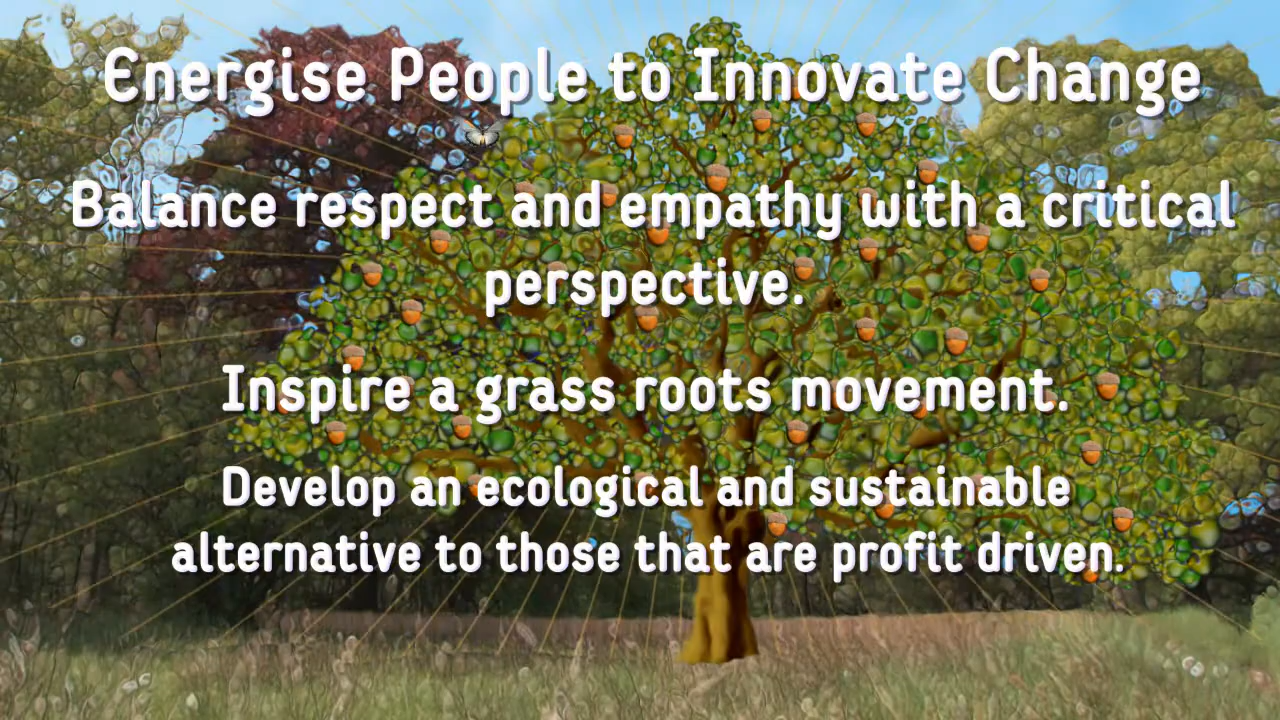 Energise People to Innovate Change
Balance respect and empathy with a critical
perspective.
Inspire a grass roots movement.
Develop an ecological and sustainable
alternative to those that are profit driven.